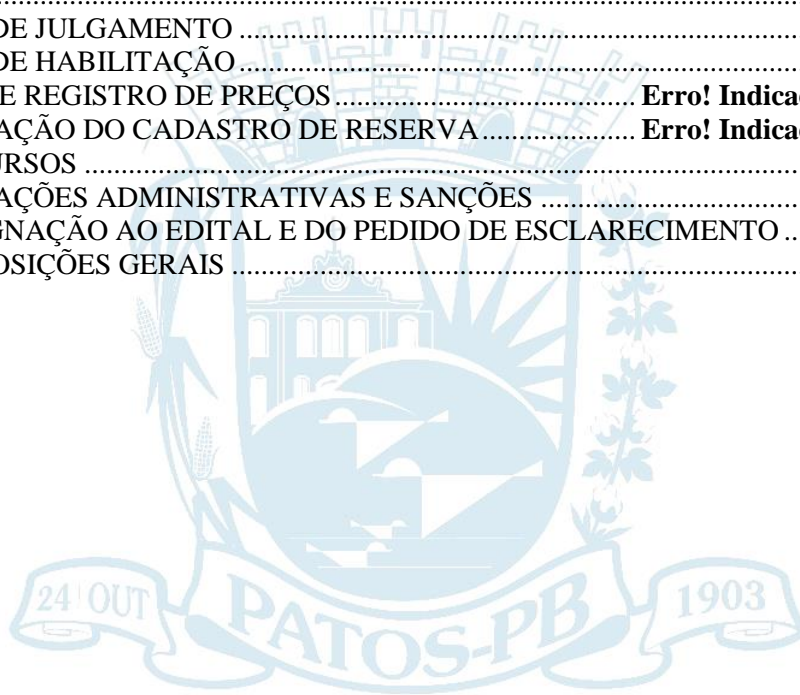 DE JULGAMENTO
DE HABILITAÇÃO
E REGISTRO DE PREÇOS Erro! Indica
AÇÃO DO CADASTRO DE RESERVA Erro! Indica
URSOS
AÇÕES ADMINISTRATIVAS E SANÇÕES
GNAÇÃO AO EDITAL E DO PEDIDO DE ESCLARECIMENTO
OSIÇÕES GERAIS
24 OUT
PATOS-PB
1903